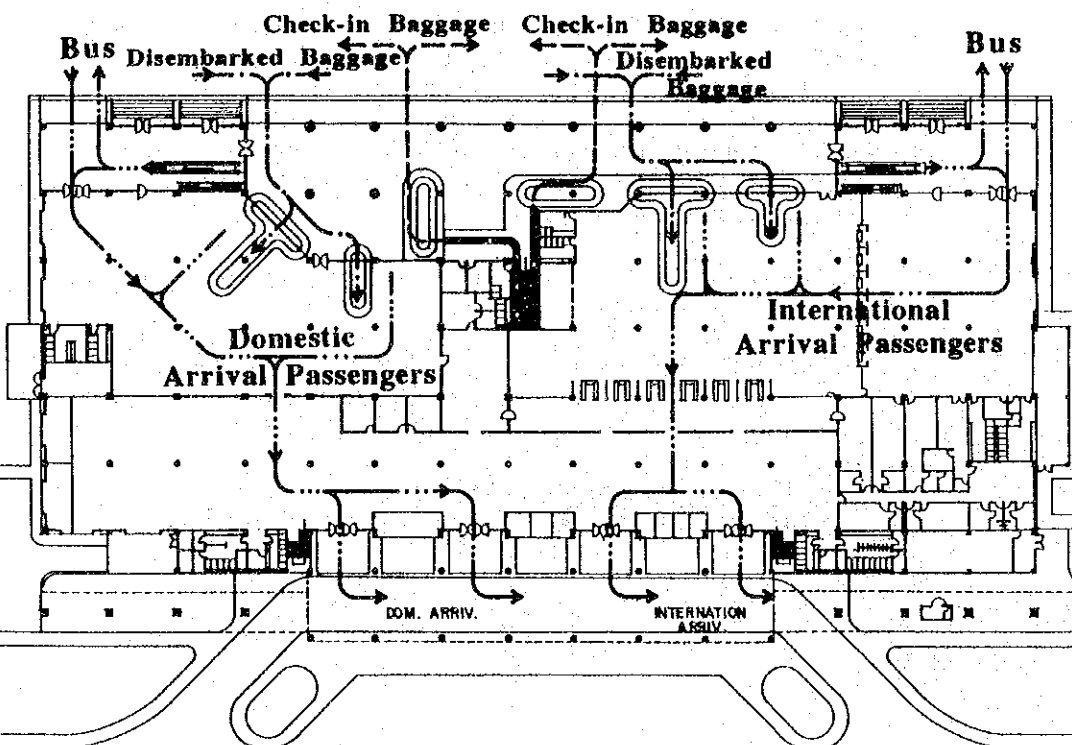 Check-in Baggage
Check-in Baggage
Bus
Disembarked
Baggage
Disembarked
Baggage
Bus
Domestic
Arrival Passengers
International
Arrival Passengers
DOM. ARRIV.
INTERNATION
ARRIV.